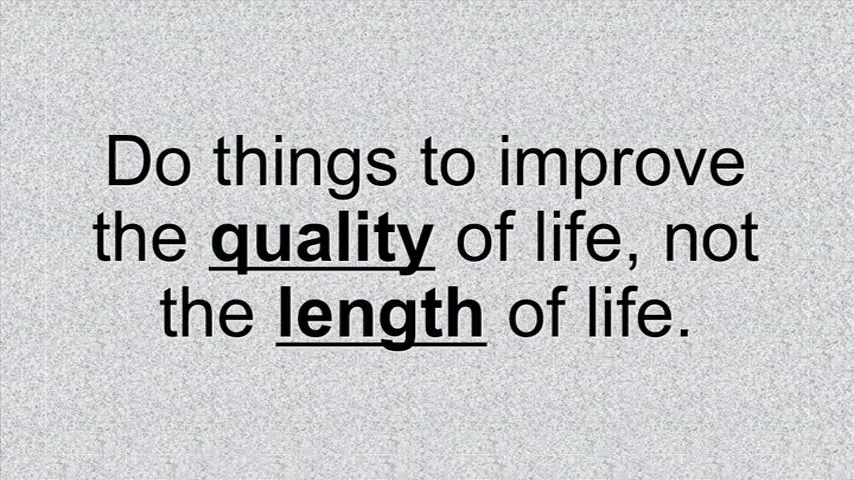 Do things to improve
the quality of life, not
the length of life.